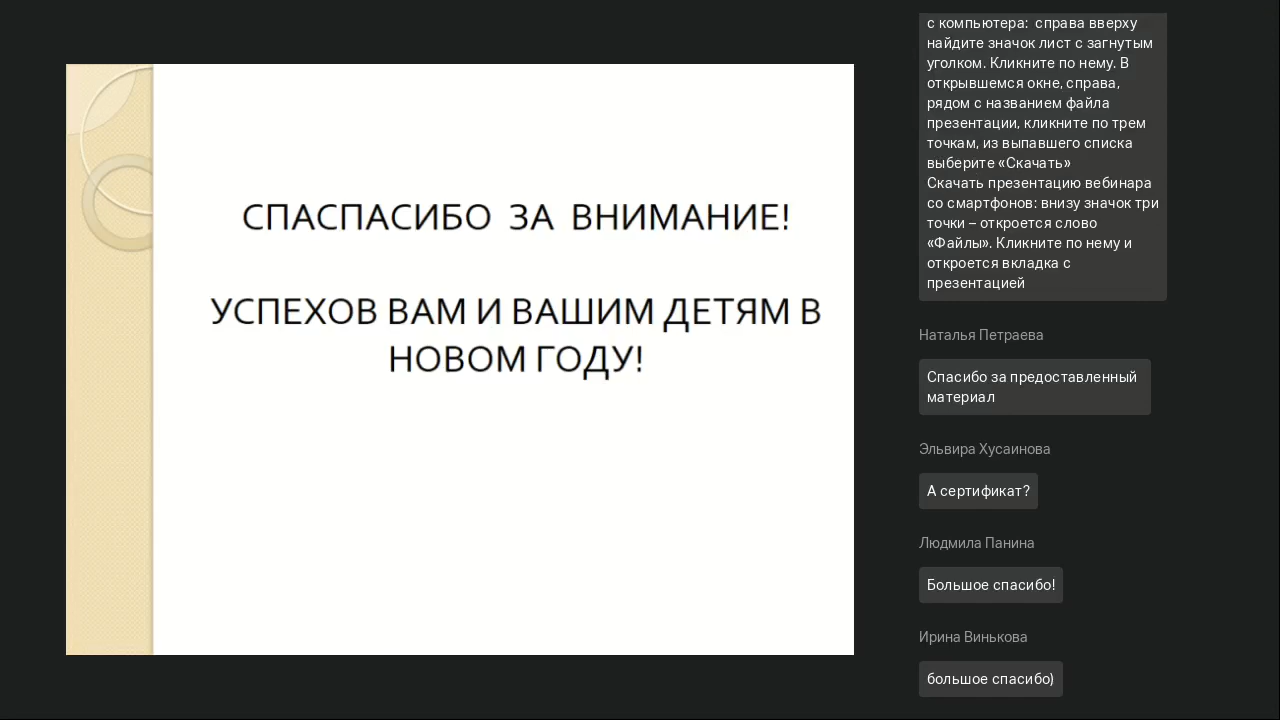 СПАСПАСИБО ЗА ВНИМАНИЕ!
УСПЕХОВ ВАМ И ВАШИМ ДЕТЯМ В
НОВОМ ГОДУ!
с компьютера: справа вверху
найдите значок лист с загнутым
уголком. Кликните по нему. В
открывшемся окне, справа,
рядом с названием файла
презентации, кликните по трем
точкам, из выпавшего списка
выберите «Скачать»
Скачать презентацию вебинара
со смартфонов: внизу значок три
точки – откроется слово
«Файлы». Кликните по нему и
откроется вкладка с
презентацией
Наталья Петраева
Спасибо за предоставленный
материал
Эльвира Хусаинова
А сертификат?
Людмила Панина
Большое спасибо!
Ирина Винькова
большое спасибо)